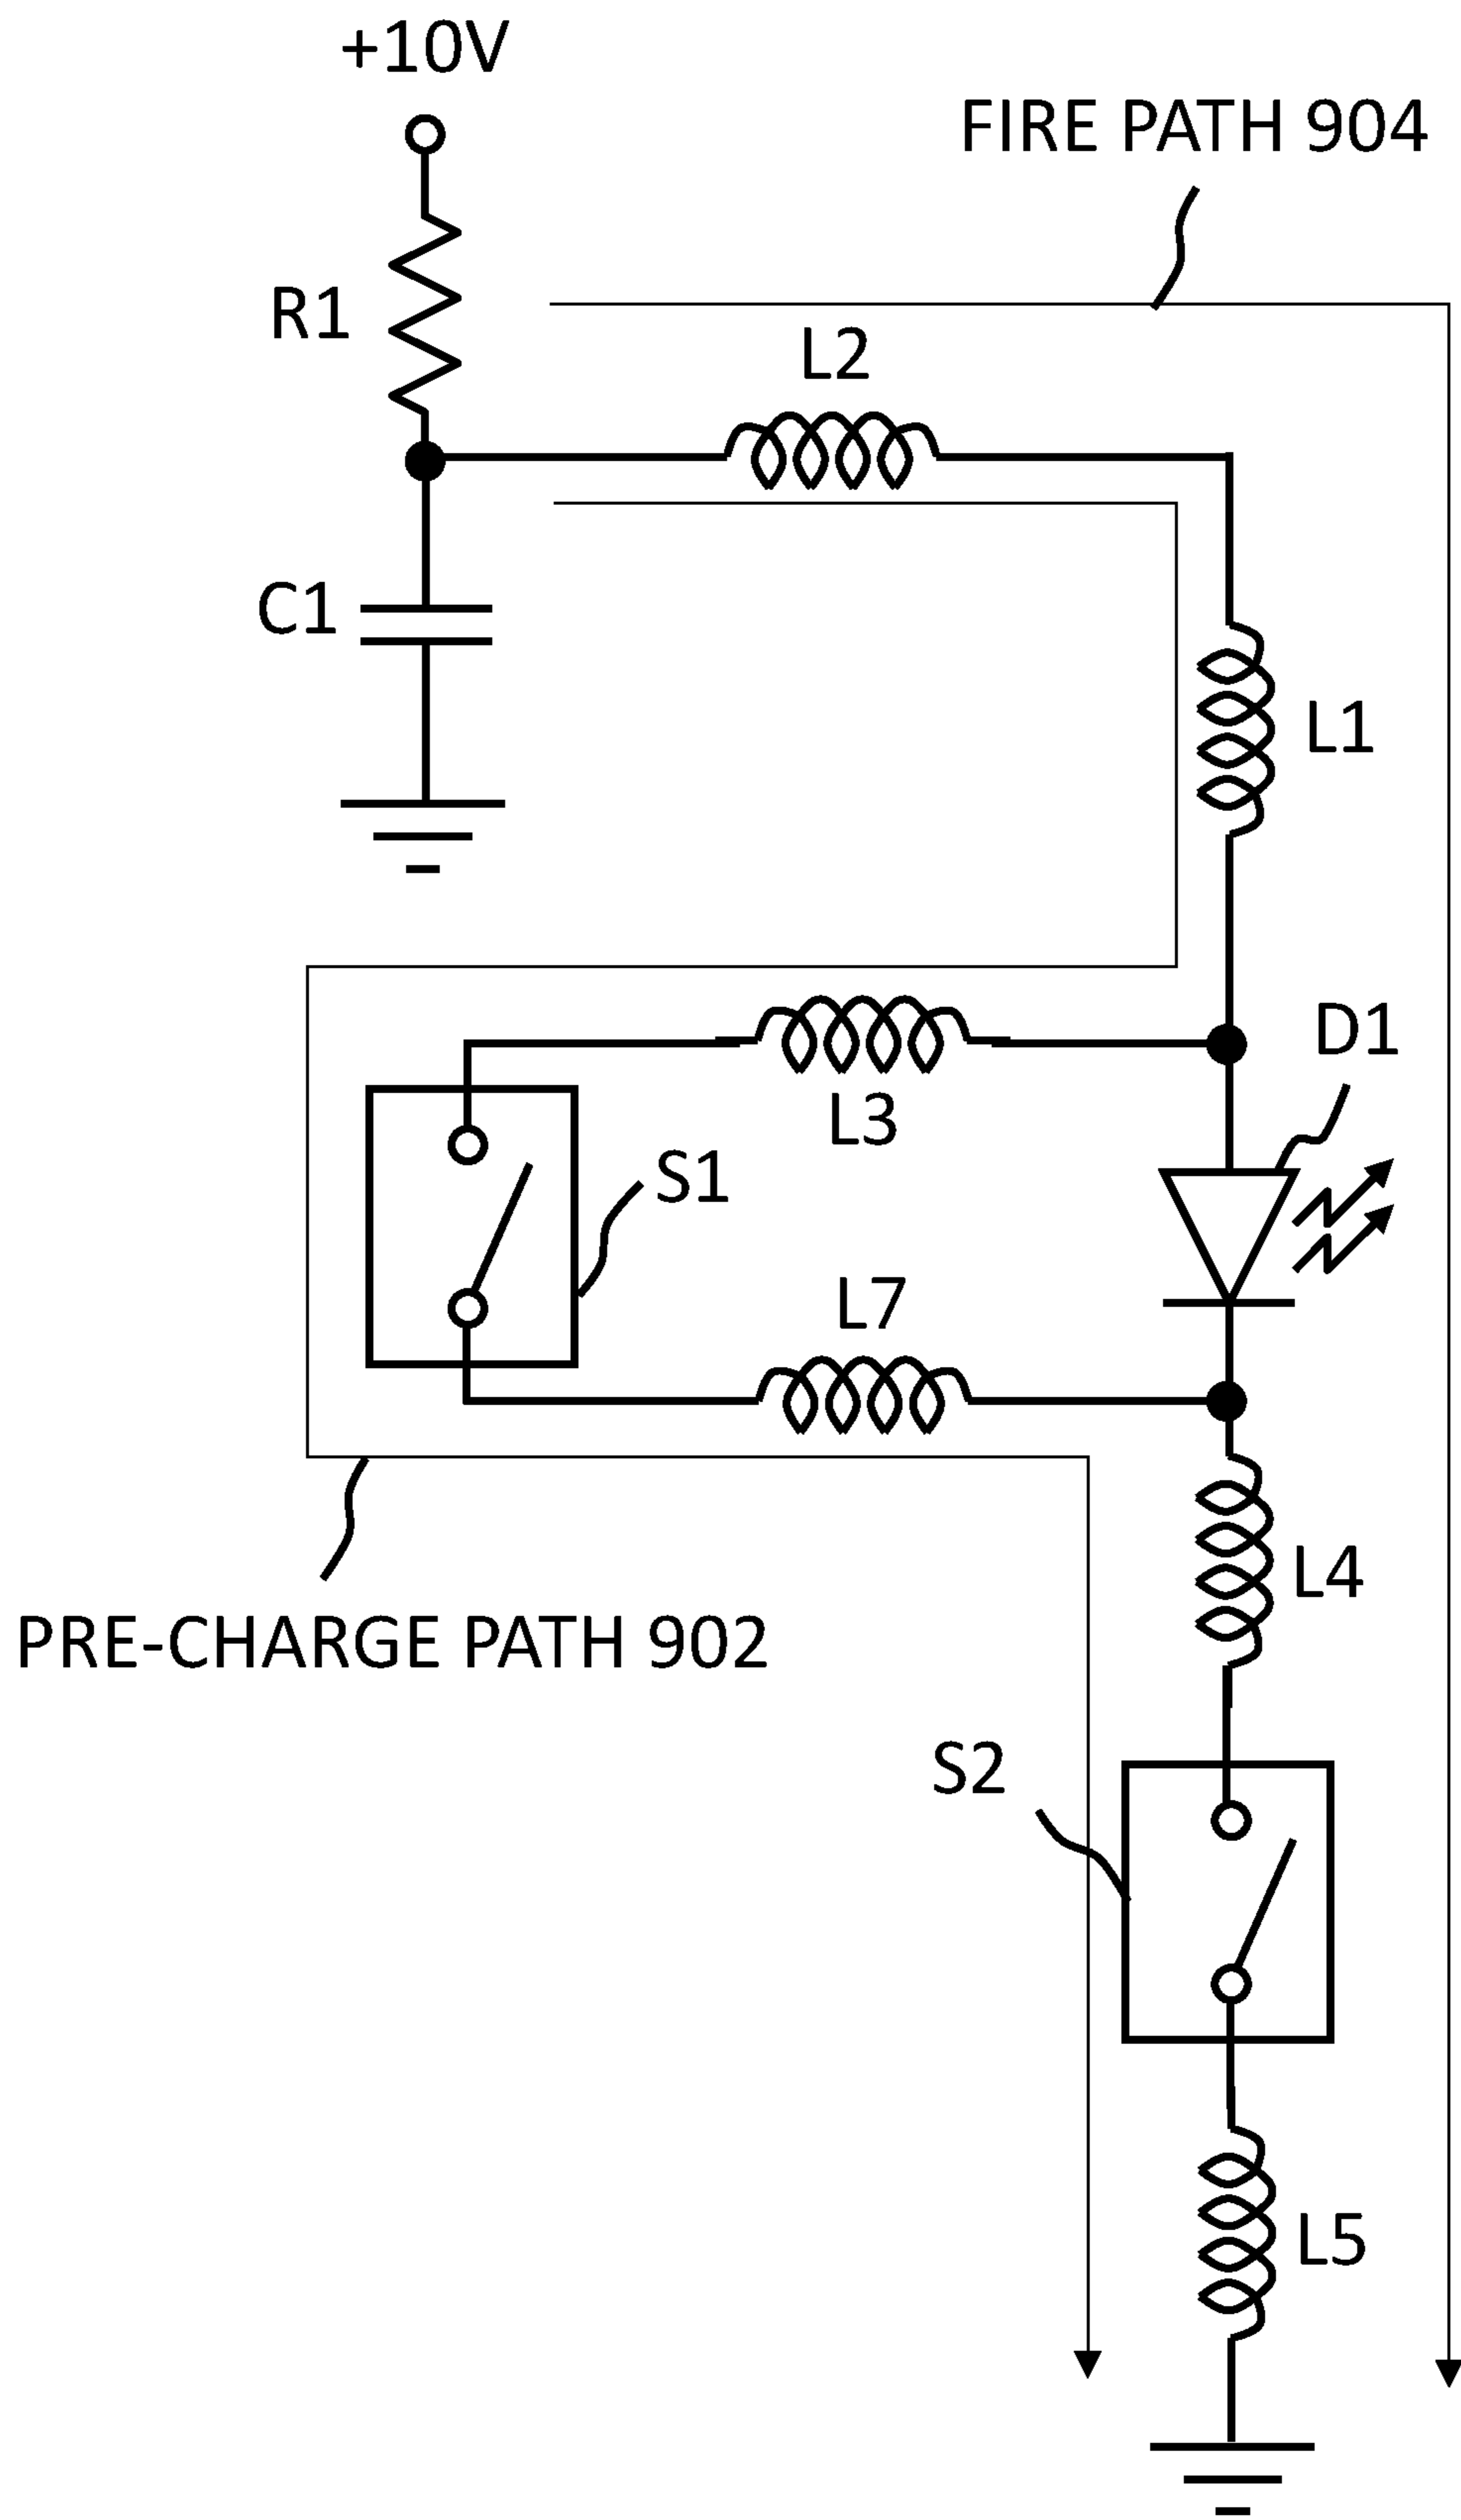 +10V
FIRE PATH 904
R1
L2
C1
L1
D1
L3
S1
L7
L4
PRE-CHARGE PATH 902
S2
L5